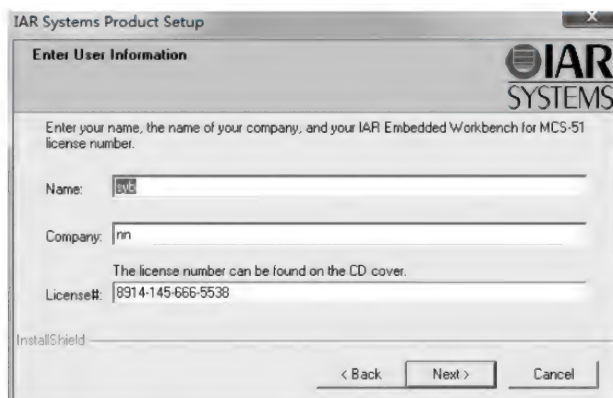 IAR Systems Product Setup
Enter User Information
IAR
SYSTEMS
Enter your name, the name of your company, and your IAR Embedded Workbench for MCS-51
license number.
Name: syb
Company: nn
The license number can be found on the CD cover.
License#: 8914-145-666-5538
InstallShield
< Back Next > Cancel